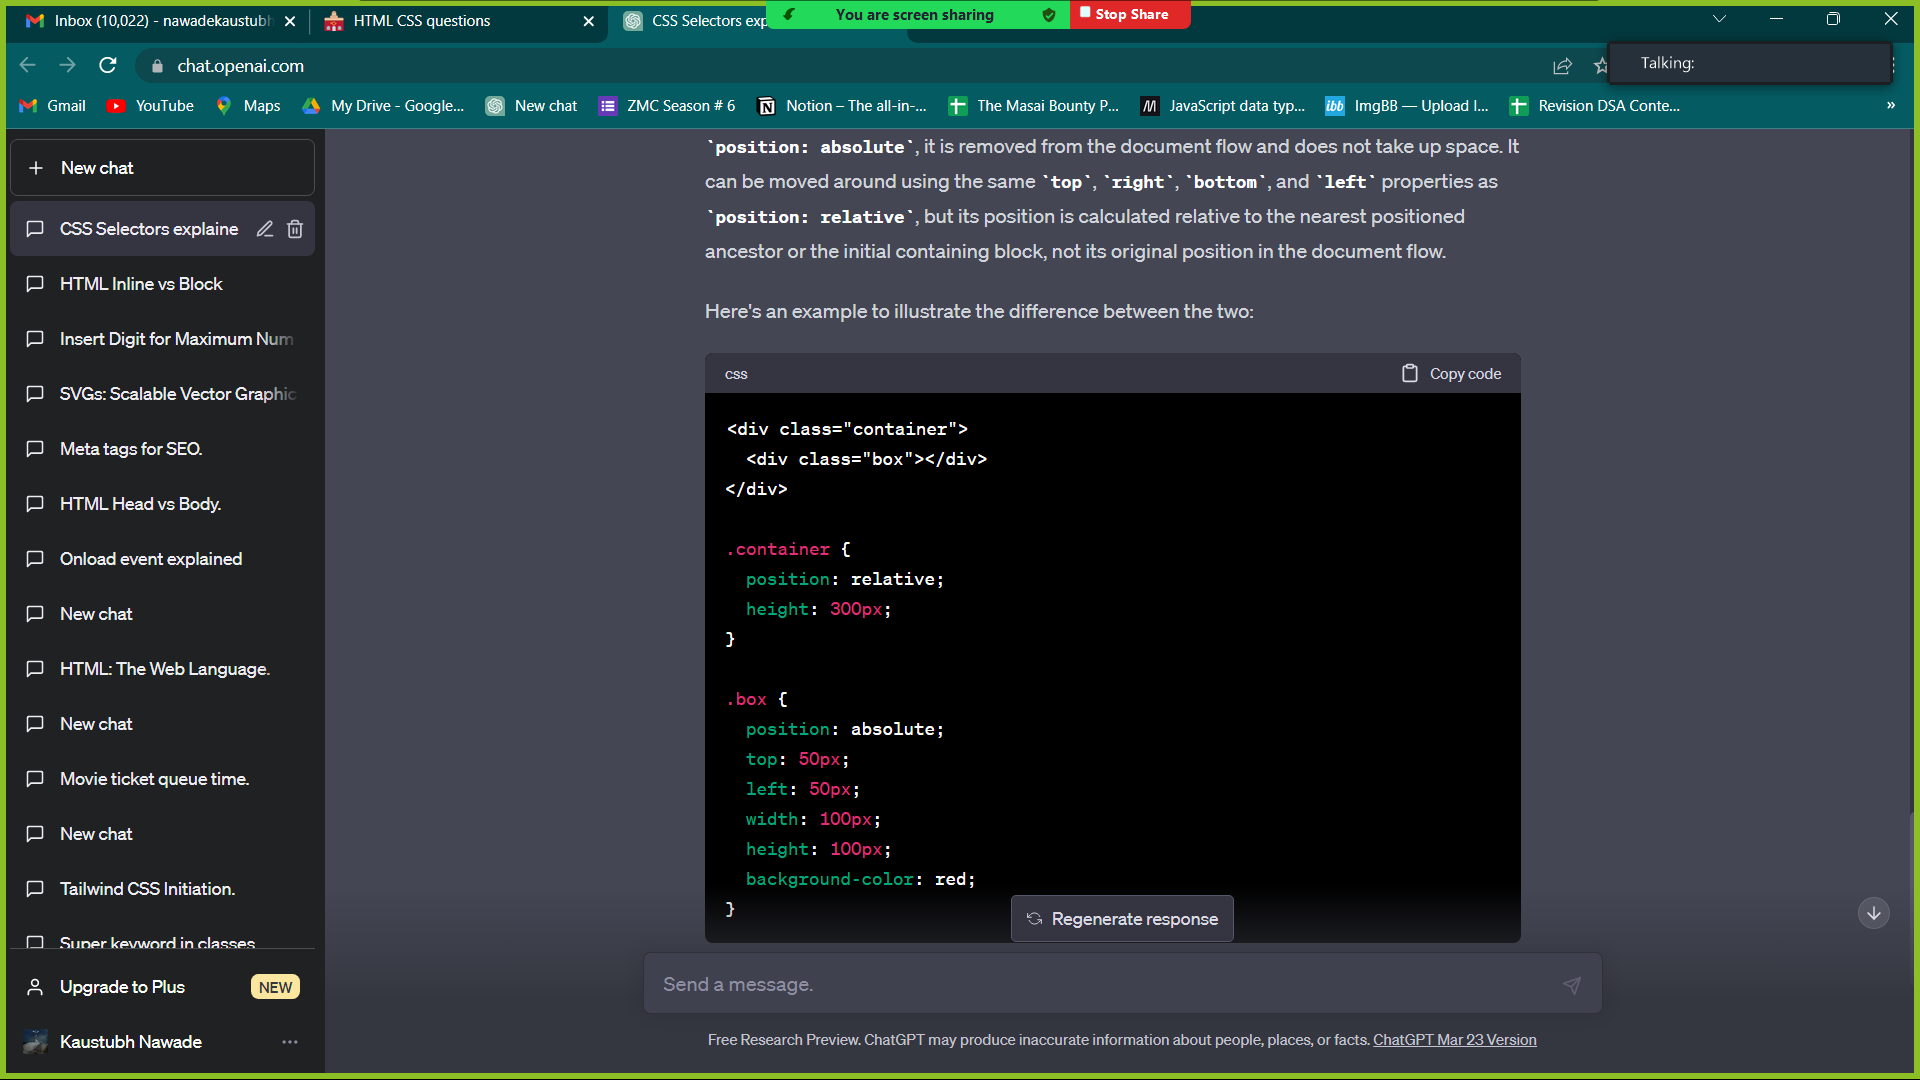 Inbox (10,022) - nawadekaustubh
HTML CSS questions
CSS Selectors exp
You are screen sharing
Stop Share
chat.openai.com
Talking:
Gmail
YouTube
Maps
My Drive - Google...
New chat
ZMC Season # 6
Notion – The all-in-...
The Masai Bounty P...
JavaScript data typ...
ibb
ImgBB — Upload I...
Revision DSA Conte...
»
+ New chat
CSS Selectors explaine
HTML Inline vs Block
Insert Digit for Maximum Num
SVGs: Scalable Vector Graphic
Meta tags for SEO.
HTML Head vs Body.
Onload event explained
New chat
HTML: The Web Language.
New chat
Movie ticket queue time.
New chat
Tailwind CSS Initiation.
Super keyword in classes
Upgrade to Plus
NEW
Kaustubh Nawade
`position: absolute`, it is removed from the document flow and does not take up space. It
can be moved around using the same `top`, `right`, `bottom`, and `left` properties as
`position: relative`, but its position is calculated relative to the nearest positioned
ancestor or the initial containing block, not its original position in the document flow.
Here's an example to illustrate the difference between the two:
css
Copy code
<div class="container">
  <div class="box"></div>
</div>
.container {
  position: relative;
  height: 300px;
}
.box {
  position: absolute;
  top: 50px;
  left: 50px;
  width: 100px;
  height: 100px;
  background-color: red;
}
Regenerate response
Send a message.
Free Research Preview. ChatGPT may produce inaccurate information about people, places, or facts. ChatGPT Mar 23 Version